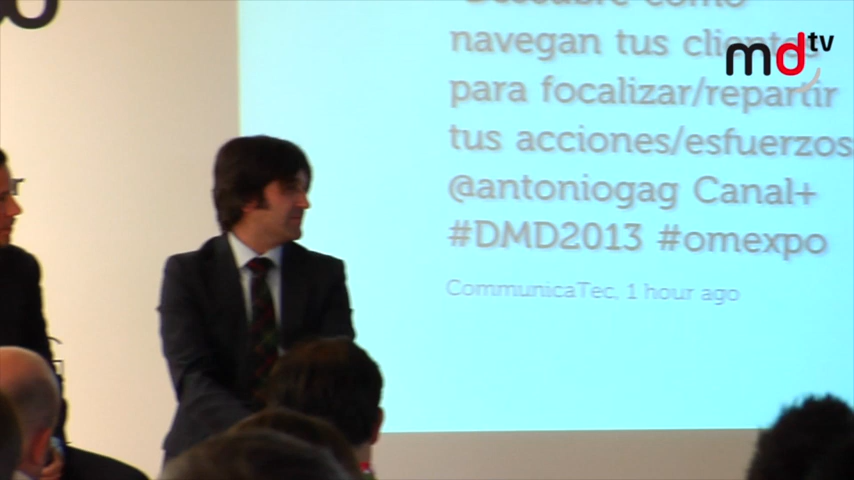 mdtv
navegan tus clientes
para focalizar/repartir
tus acciones/esfuerzos
@antoniogag Canal+
#DMD2013 #omexpo
CommunicaTec, 1 hour ago